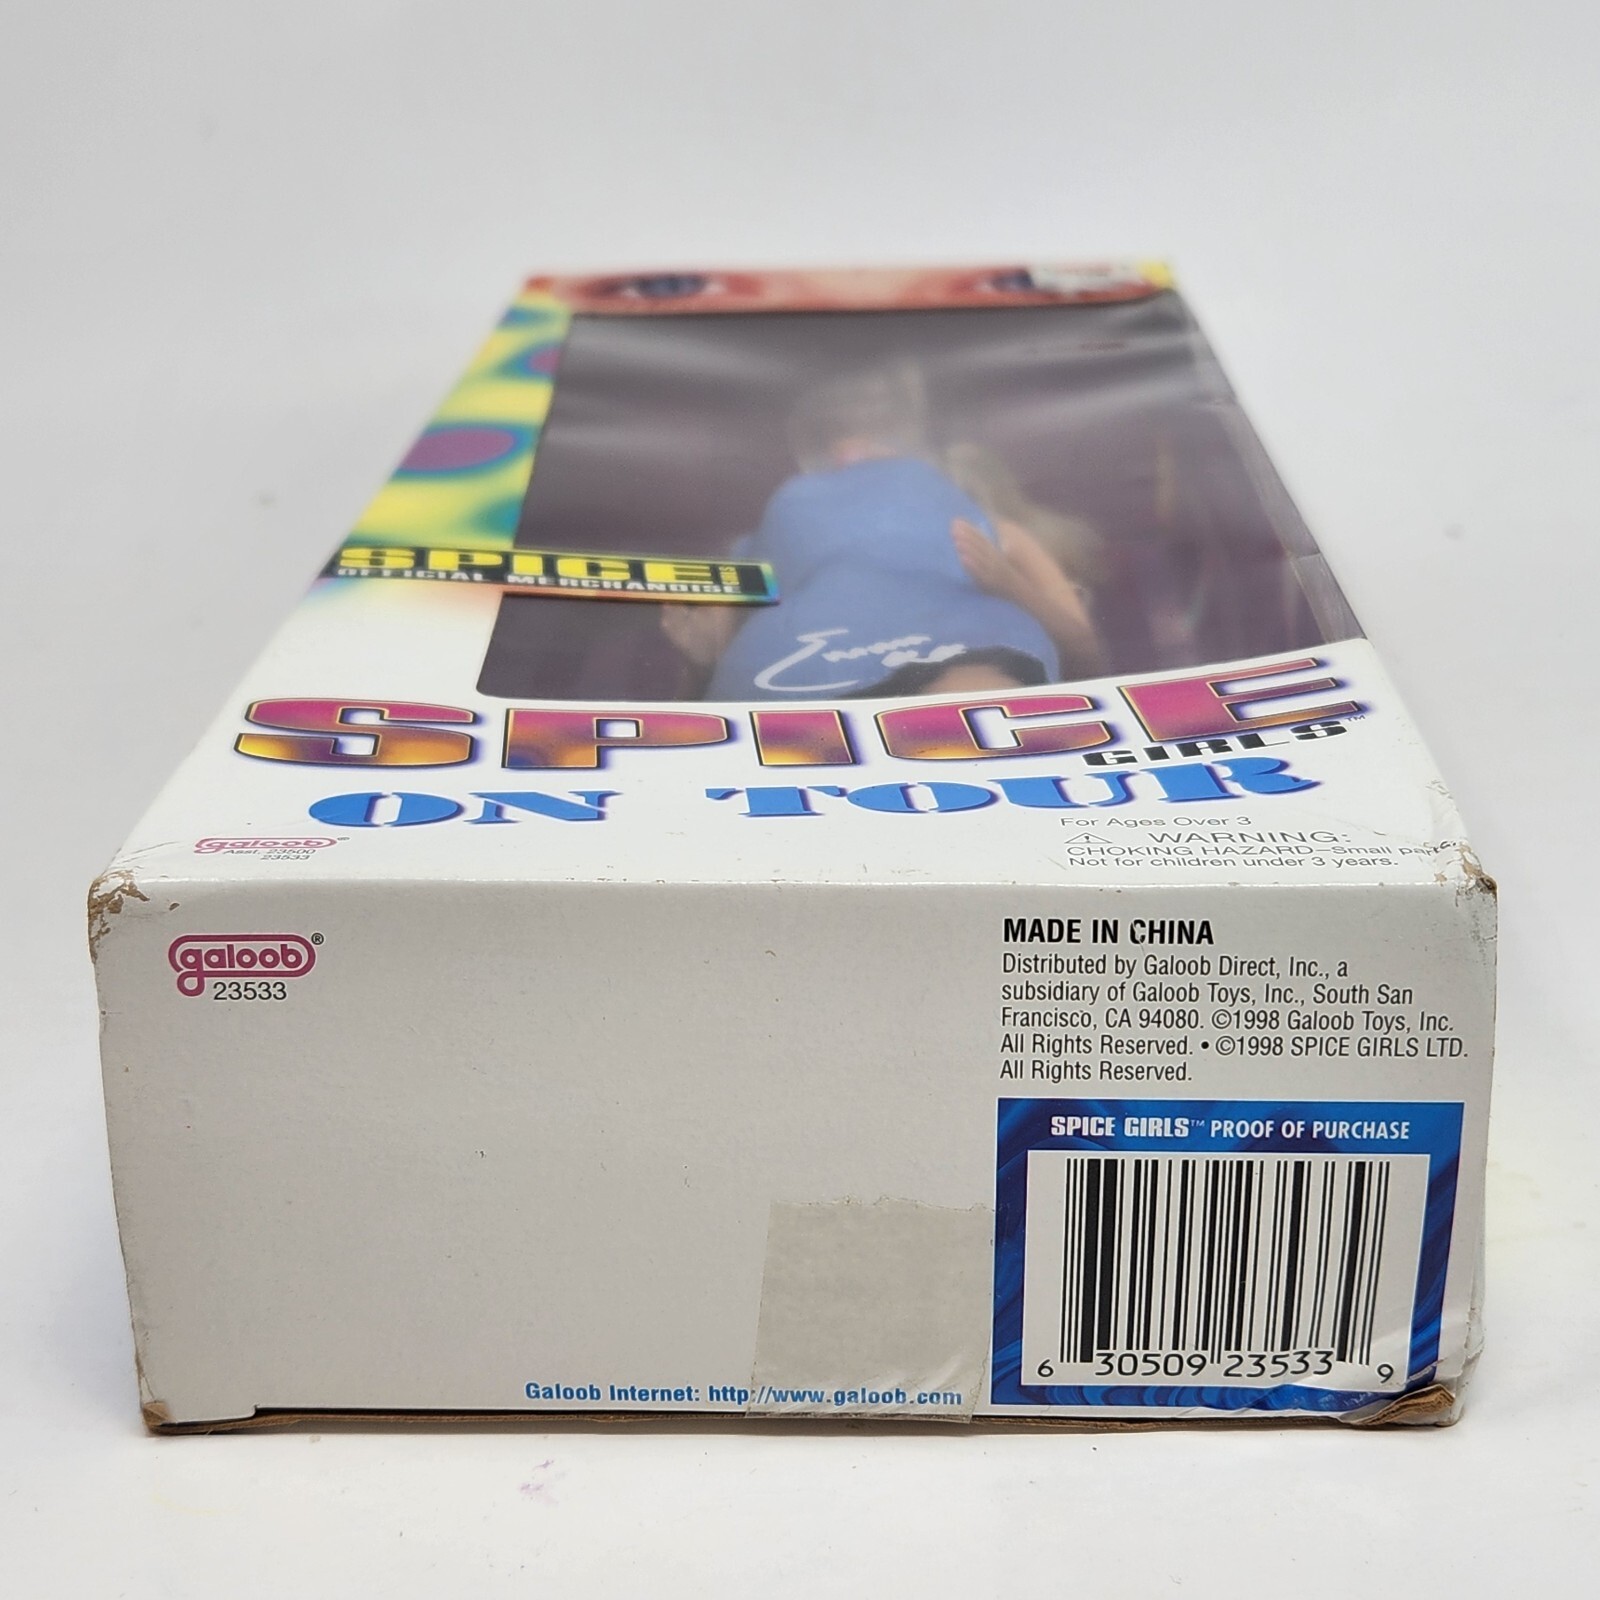 SPICE GIRLS
OFFICIAL MERCHANDISE
Emma
SPICE
GIRLS™
ON TOUR
For Ages Over 3
galoob®
Asst. 23500
23533
⚠ WARNING:
CHOKING HAZARD–Small parts.
Not for children under 3 years.
galoob®
23533
MADE IN CHINA
Distributed by Galoob Direct, Inc., a
subsidiary of Galoob Toys, Inc., South San
Francisco, CA 94080. ©1998 Galoob Toys, Inc.
All Rights Reserved. • ©1998 SPICE GIRLS LTD.
All Rights Reserved.
SPICE GIRLS™ PROOF OF PURCHASE
6 30509 23533 9
Galoob Internet: http://www.galoob.com